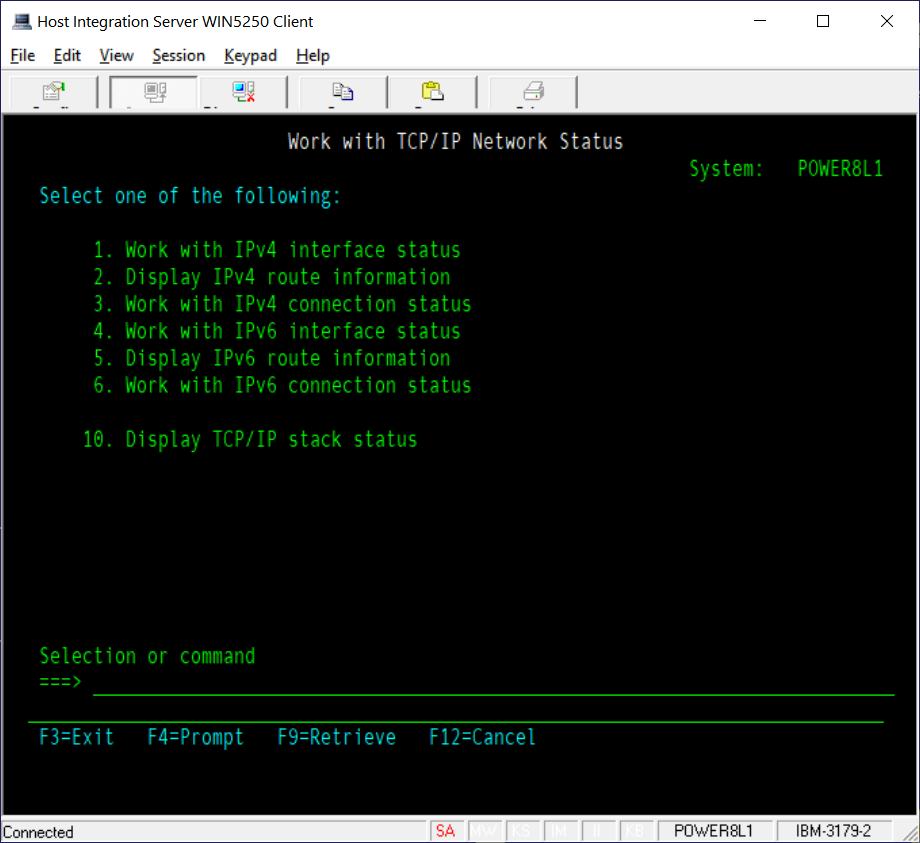 Host Integration Server WIN5250 Client
File Edit View Session Keypad Help
Work with TCP/IP Network Status
System: POWER8L1
Select one of the following:
1. Work with IPv4 interface status
2. Display IPv4 route information
3. Work with IPv4 connection status
4. Work with IPv6 interface status
5. Display IPv6 route information
6. Work with IPv6 connection status
10. Display TCP/IP stack status
Selection or command
===>
F3=Exit F4=Prompt F9=Retrieve F12=Cancel
Connected SA MW KS IM II KB POWER8L1 IBM-3179-2